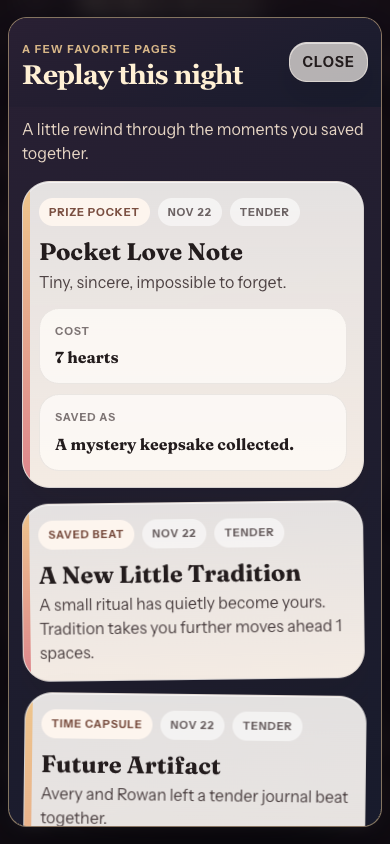 A FEW FAVORITE PAGES
Replay this night
CLOSE
A little rewind through the moments you saved
together.
PRIZE POCKET
NOV 22
TENDER
Pocket Love Note
Tiny, sincere, impossible to forget.
COST
7 hearts
SAVED AS
A mystery keepsake collected.
SAVED BEAT
NOV 22
TENDER
A New Little Tradition
A small ritual has quietly become yours.
Tradition takes you further moves ahead 1
spaces.
TIME CAPSULE
NOV 22
TENDER
Future Artifact
Avery and Rowan left a tender journal beat
together.